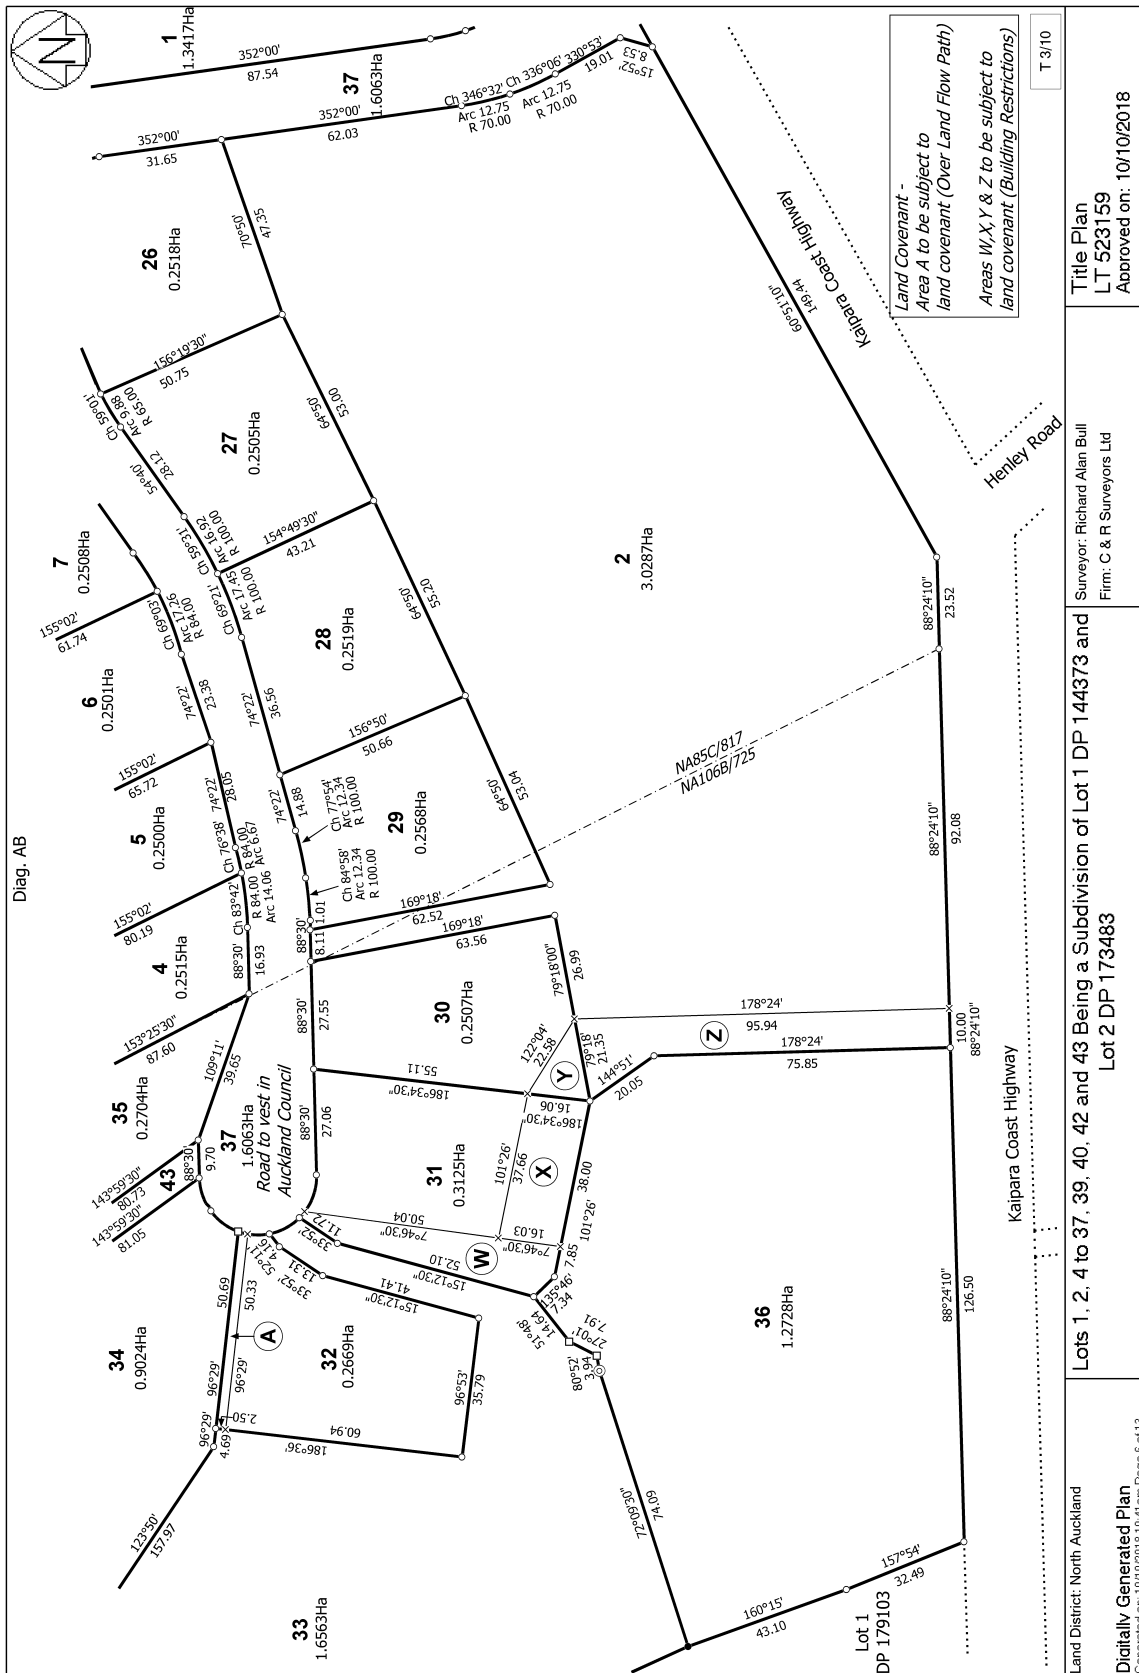 Diag. AB
N
1
1.3417Ha
352°00'
87.54
37
1.6063Ha
352°00'
31.65
352°00'
62.03
Ch 346°32'
Arc 12.75
R 70.00
Ch 336°06'
Arc 12.75
R 70.00
330°53'
19.01
15°52'
8.53
26
0.2518Ha
70°50'
47.35
156°19'30"
50.75
Ch 59°01'
Arc 9.88
R 65.00
27
0.2505Ha
54°40'
28.12
64°50'
53.00
Ch 59°31'
Arc 16.92
R 100.00
154°49'30"
43.21
7
0.2508Ha
155°02'
61.74
Ch 69°03'
Arc 17.26
R 84.00
Ch 69°21'
Arc 17.45
R 100.00
28
0.2519Ha
64°50'
55.20
6
0.2501Ha
74°22'
23.38
74°22'
36.56
156°50'
50.66
155°02'
65.72
5
0.2500Ha
74°22'
28.05
Ch 76°38'
R 84.00
Arc 6.67
74°22'
14.88
Ch 77°54'
Arc 12.34
R 100.00
29
0.2568Ha
64°50'
53.04
Ch 84°58'
Arc 12.34
R 100.00
155°02'
80.19
Ch 83°42'
R 84.00
Arc 14.06
4
0.2515Ha
88°30'
16.93
88°30'
8.11
1.01
169°18'
62.52
169°18'
63.56
153°25'30"
87.60
109°11'
39.65
88°30'
27.55
30
0.2507Ha
79°18'00"
26.99
122°04'
22.58
79°18'
21.35
Y
35
0.2704Ha
37
1.6063Ha
Road to vest in
Auckland Council
88°30'
9.70
43
143°59'30"
80.73
143°59'30"
81.05
88°30'
27.06
186°34'30"
55.11
186°34'30"
16.06
31
0.3125Ha
101°26'
37.66
X
101°26'
38.00
7°46'30"
50.04
7°46'30"
16.03
W
33°52'
11.72
52°11'
4.16
33°52'
13.31
15°12'30"
52.10
15°12'30"
41.41
7.85
135°46'
7.34
51°48'
14.64
27°01'
7.91
80°52'
3.94
34
0.9024Ha
96°29'
50.69
96°29'
50.33
A
32
0.2669Ha
96°53'
35.79
96°29'
4.69
2.50
186°36'
60.94
123°50'
157.97
33
1.6563Ha
72°09'30"
74.09
160°15'
43.10
157°54'
32.49
Lot 1
DP 179103
36
1.2728Ha
144°51'
20.05
178°24'
75.85
Z
178°24'
95.94
88°24'10"
126.50
10.00
88°24'10"
88°24'10"
92.08
88°24'10"
23.52
NA85C/817
NA106B/725
2
3.0287Ha
60°51'10"
149.44
Kaipara Coast Highway
Henley Road
Kaipara Coast Highway
Land Covenant -
Area A to be subject to
land covenant (Over Land Flow Path)
Areas W,X,Y & Z to be subject to
land covenant (Building Restrictions)
T 3/10
Land District: North Auckland
Digitally Generated Plan
Lots 1, 2, 4 to 37, 39, 40, 42 and 43 Being a Subdivision of Lot 1 DP 144373 and
Lot 2 DP 173483
Surveyor: Richard Alan Bull
Firm: C & R Surveyors Ltd
Title Plan
LT 523159
Approved on: 10/10/2018